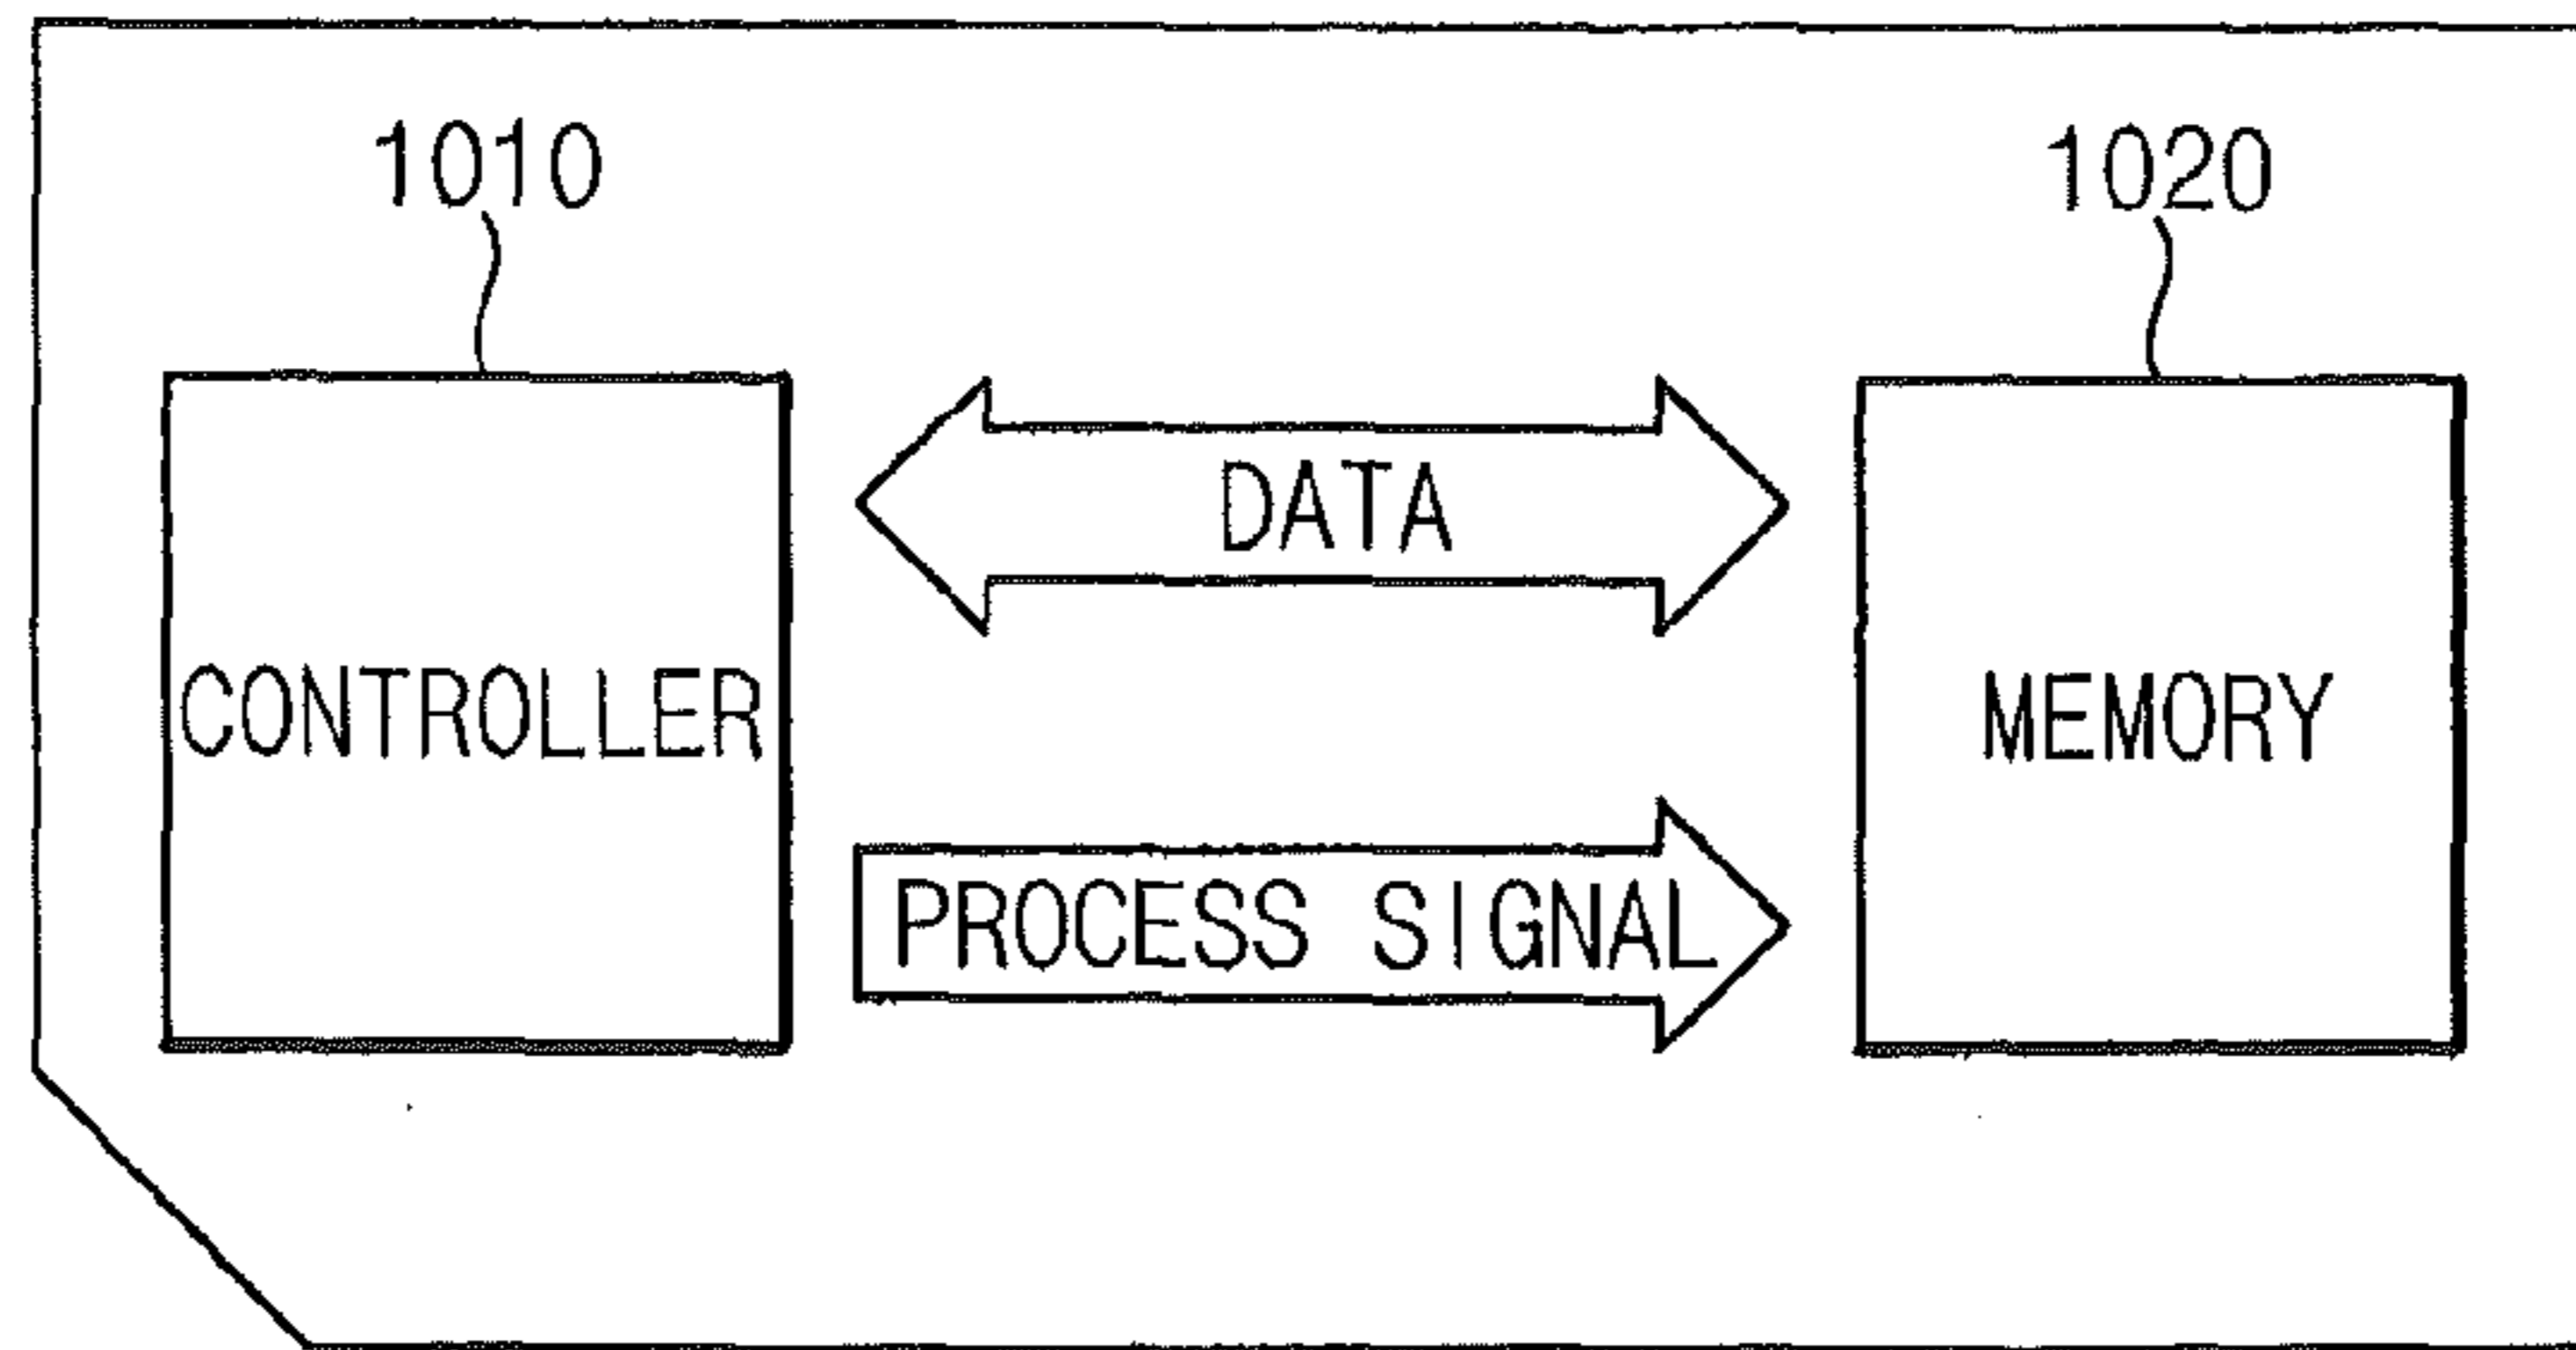 1010
1020
DATA
CONTROLLER
MEMORY
PROCESS SIGNAL